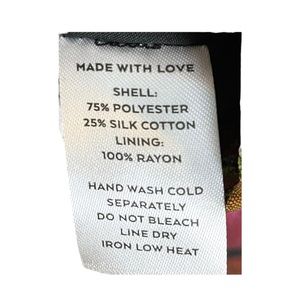 MADE WITH LOVE
SHELL:
75% POLYESTER
25% SILK COTTON
LINING:
100% RAYON
HAND WASH COLD
SEPARATELY
DO NOT BLEACH
LINE DRY
IRON LOW HEAT